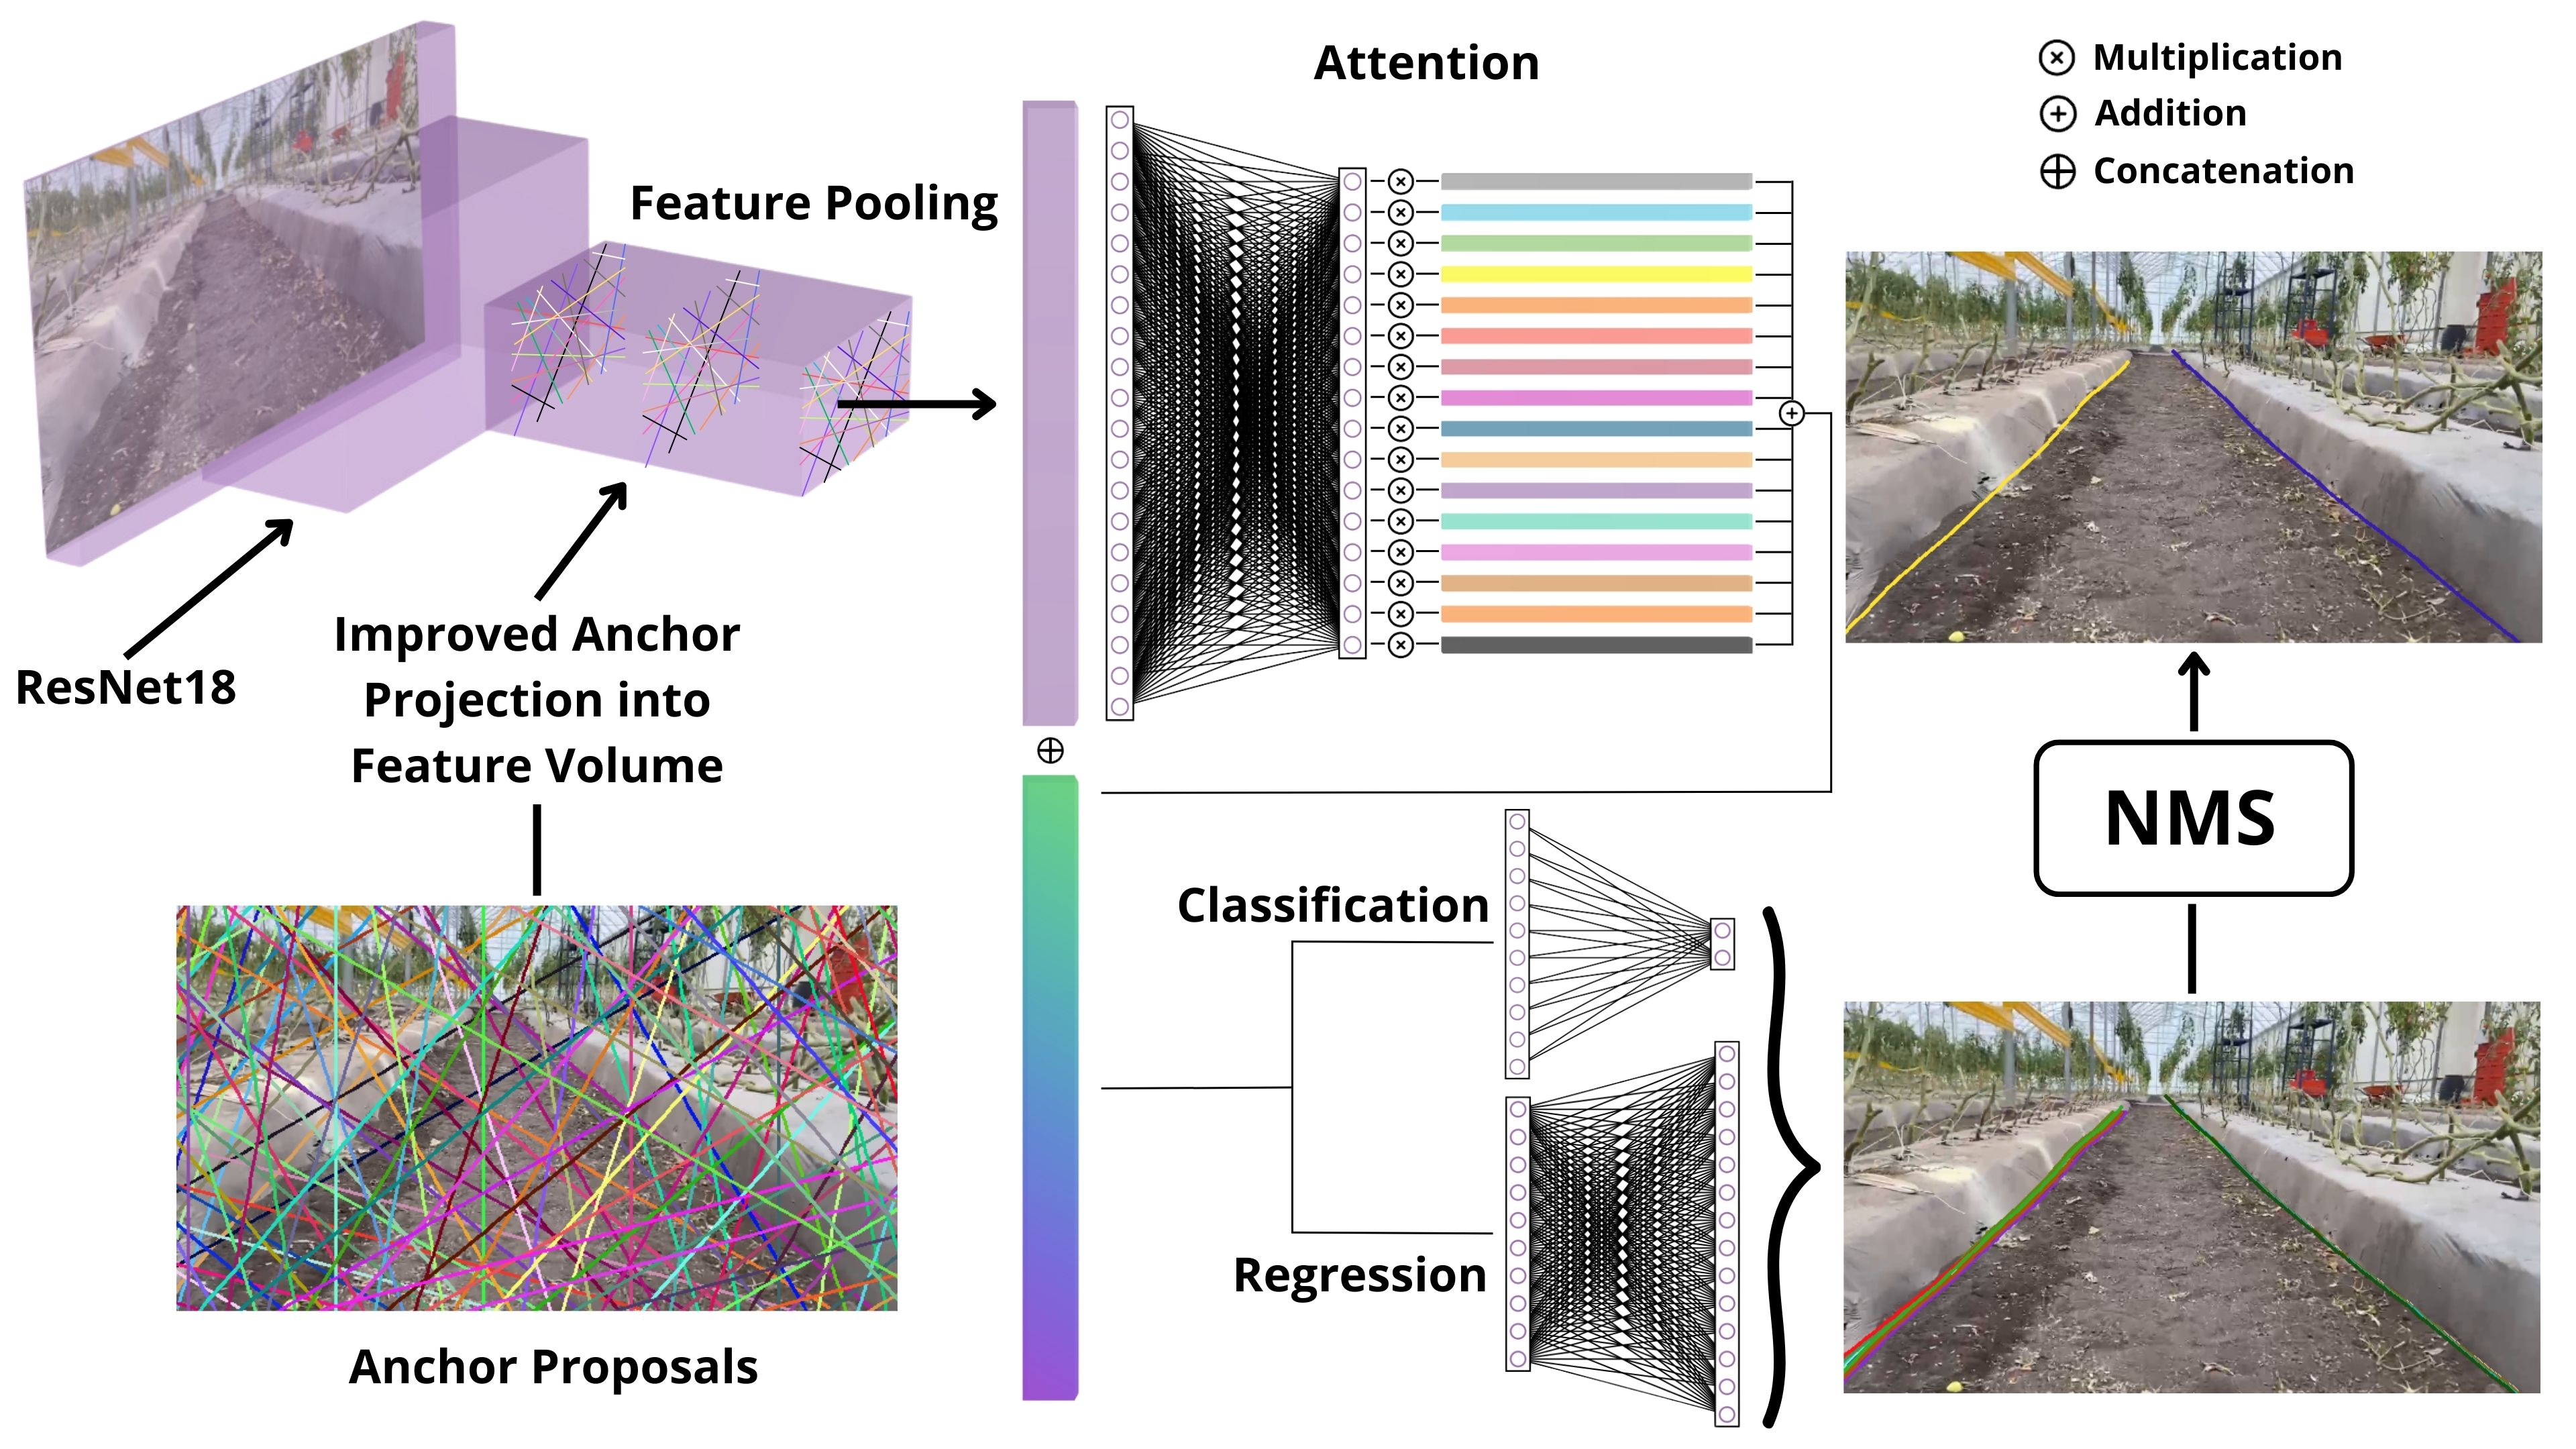 Attention
Multiplication
Addition
Concatenation
Feature Pooling
ResNet18
Improved Anchor
Projection into
Feature Volume
Anchor Proposals
Classification
Regression
NMS